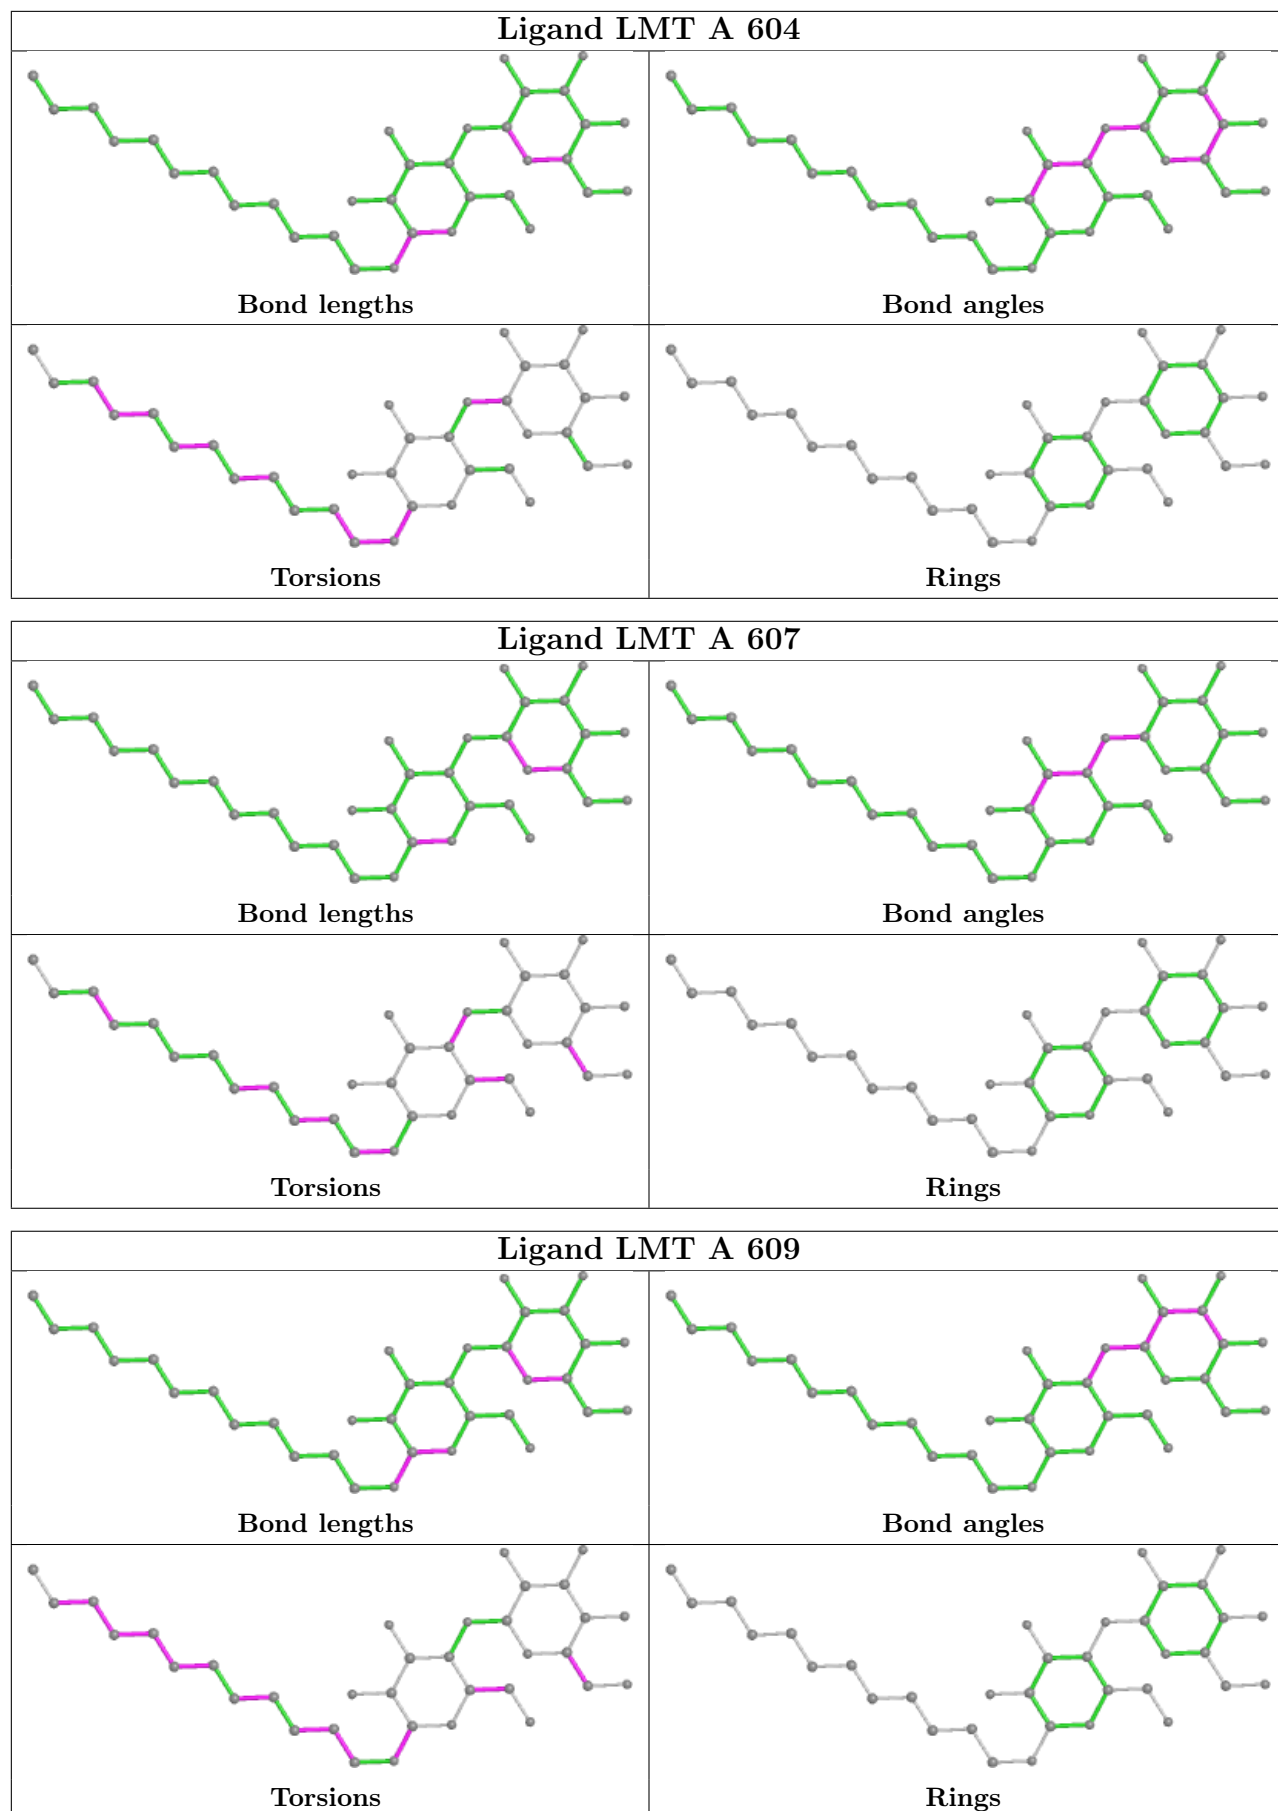 Ligand LMT A 604
Bond lengths
Bond angles
Torsions
Rings
Ligand LMT A 607
Bond lengths
Bond angles
Torsions
Rings
Ligand LMT A 609
Bond lengths
Bond angles
Torsions
Rings